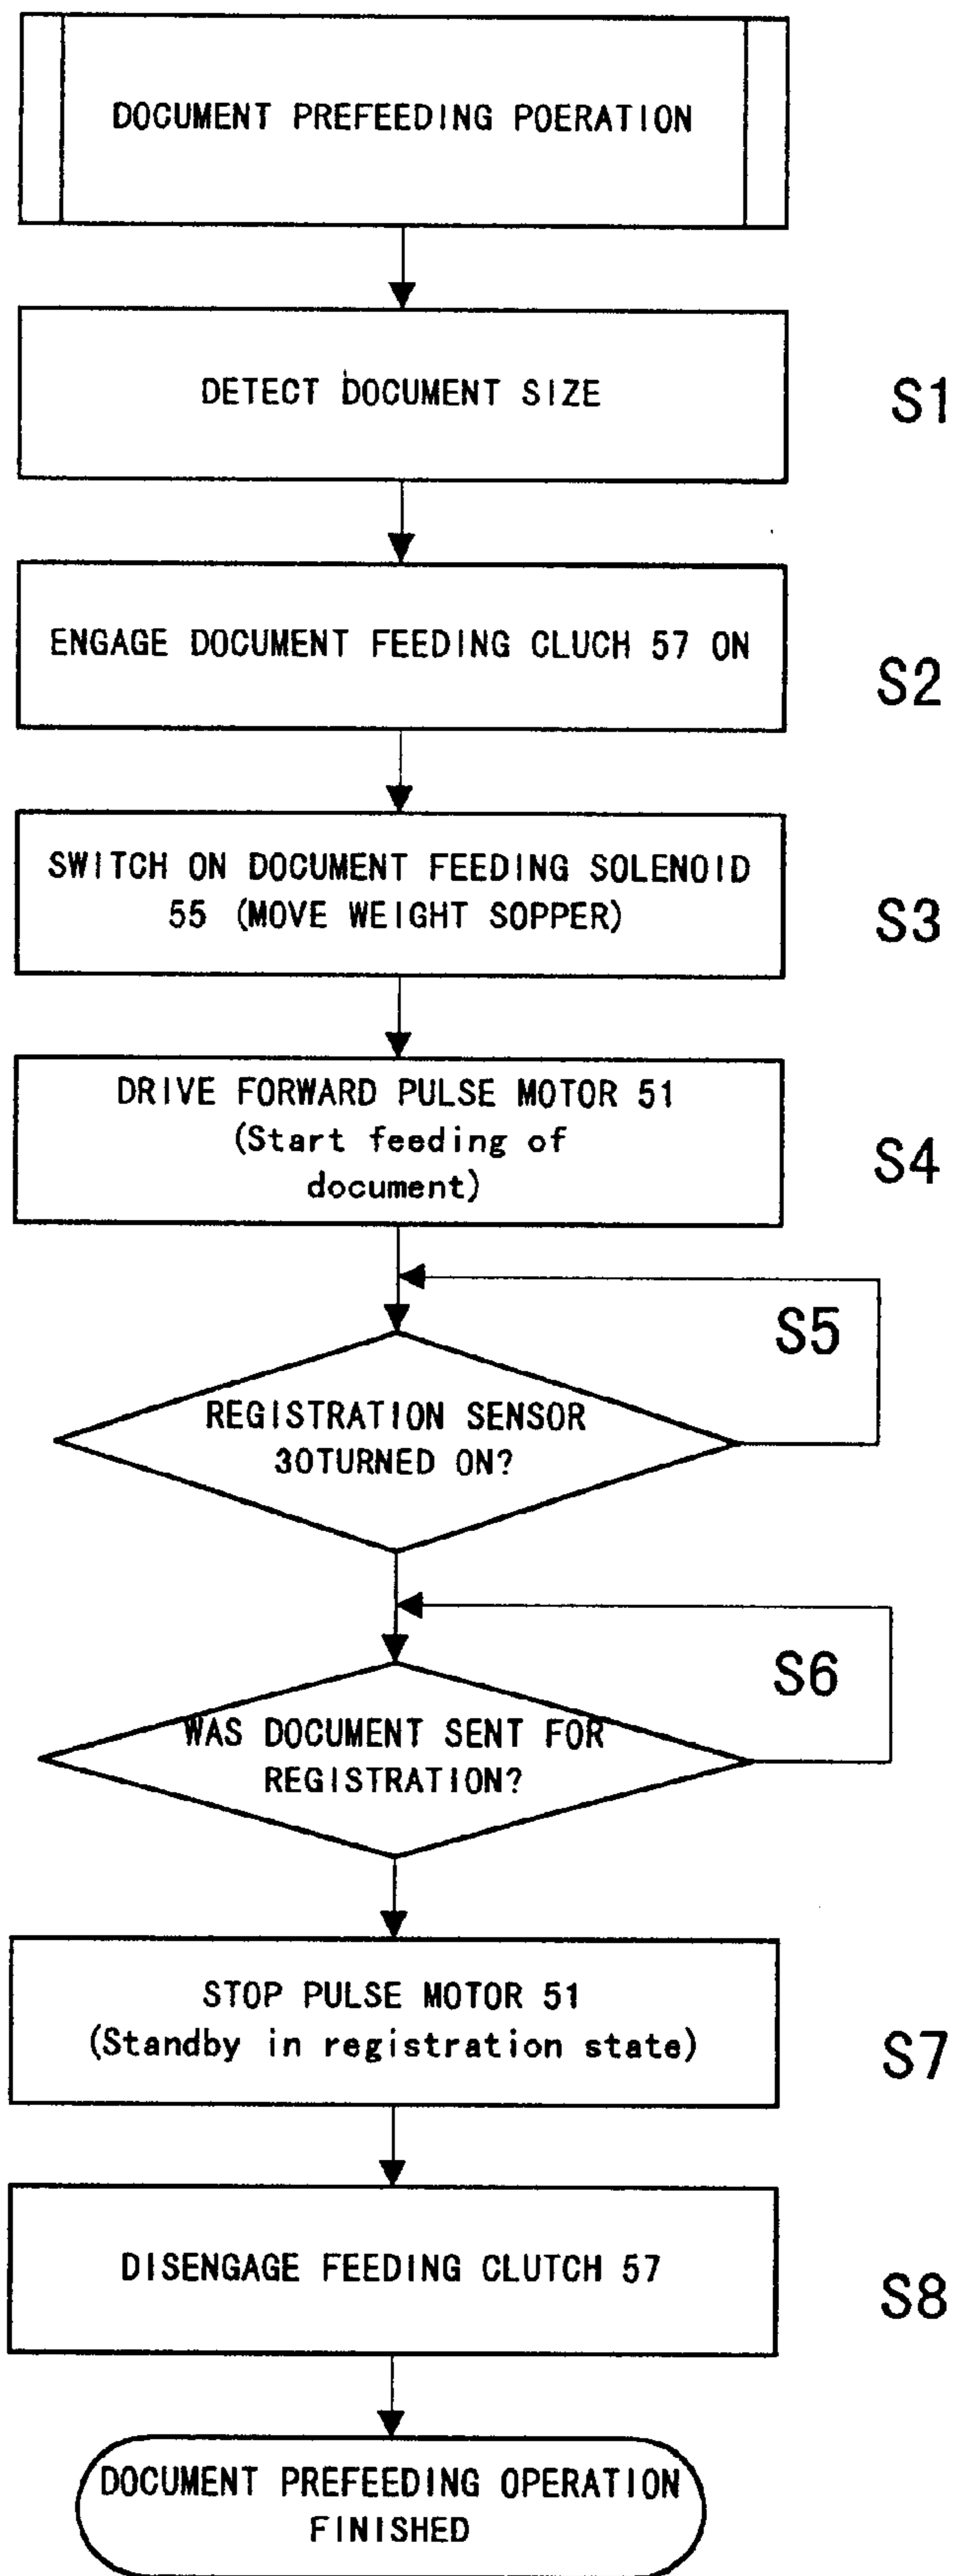 DOCUMENT PREFEEDING POERATION
DETECT DOCUMENT SIZE
S1
ENGAGE DOCUMENT FEEDING CLUCH 57 ON
S2
SWITCH ON DOCUMENT FEEDING SOLENOID
55 (MOVE WEIGHT SOPPER)
S3
DRIVE FORWARD PULSE MOTOR 51
(Start feeding of
document)
S4
S5
REGISTRATION SENSOR
30TURNED ON?
S6
WAS DOCUMENT SENT FOR
REGISTRATION?
STOP PULSE MOTOR 51
(Standby in registration state)
S7
DISENGAGE FEEDING CLUTCH 57
S8
DOCUMENT PREFEEDING OPERATION
FINISHED